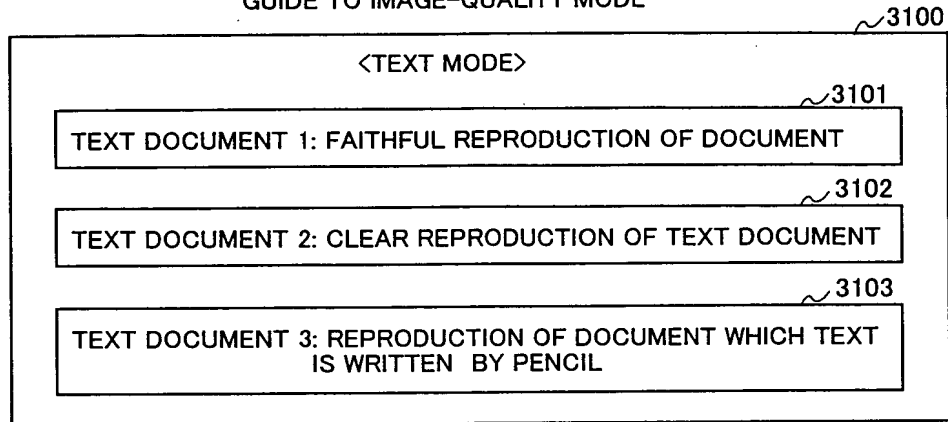 GUIDE TO IMAGE-QUALITY MODE
3100
<TEXT MODE>
3101
TEXT DOCUMENT 1: FAITHFUL REPRODUCTION OF DOCUMENT
3102
TEXT DOCUMENT 2: CLEAR REPRODUCTION OF TEXT DOCUMENT
3103
TEXT DOCUMENT 3: REPRODUCTION OF DOCUMENT WHICH TEXT
IS WRITTEN BY PENCIL